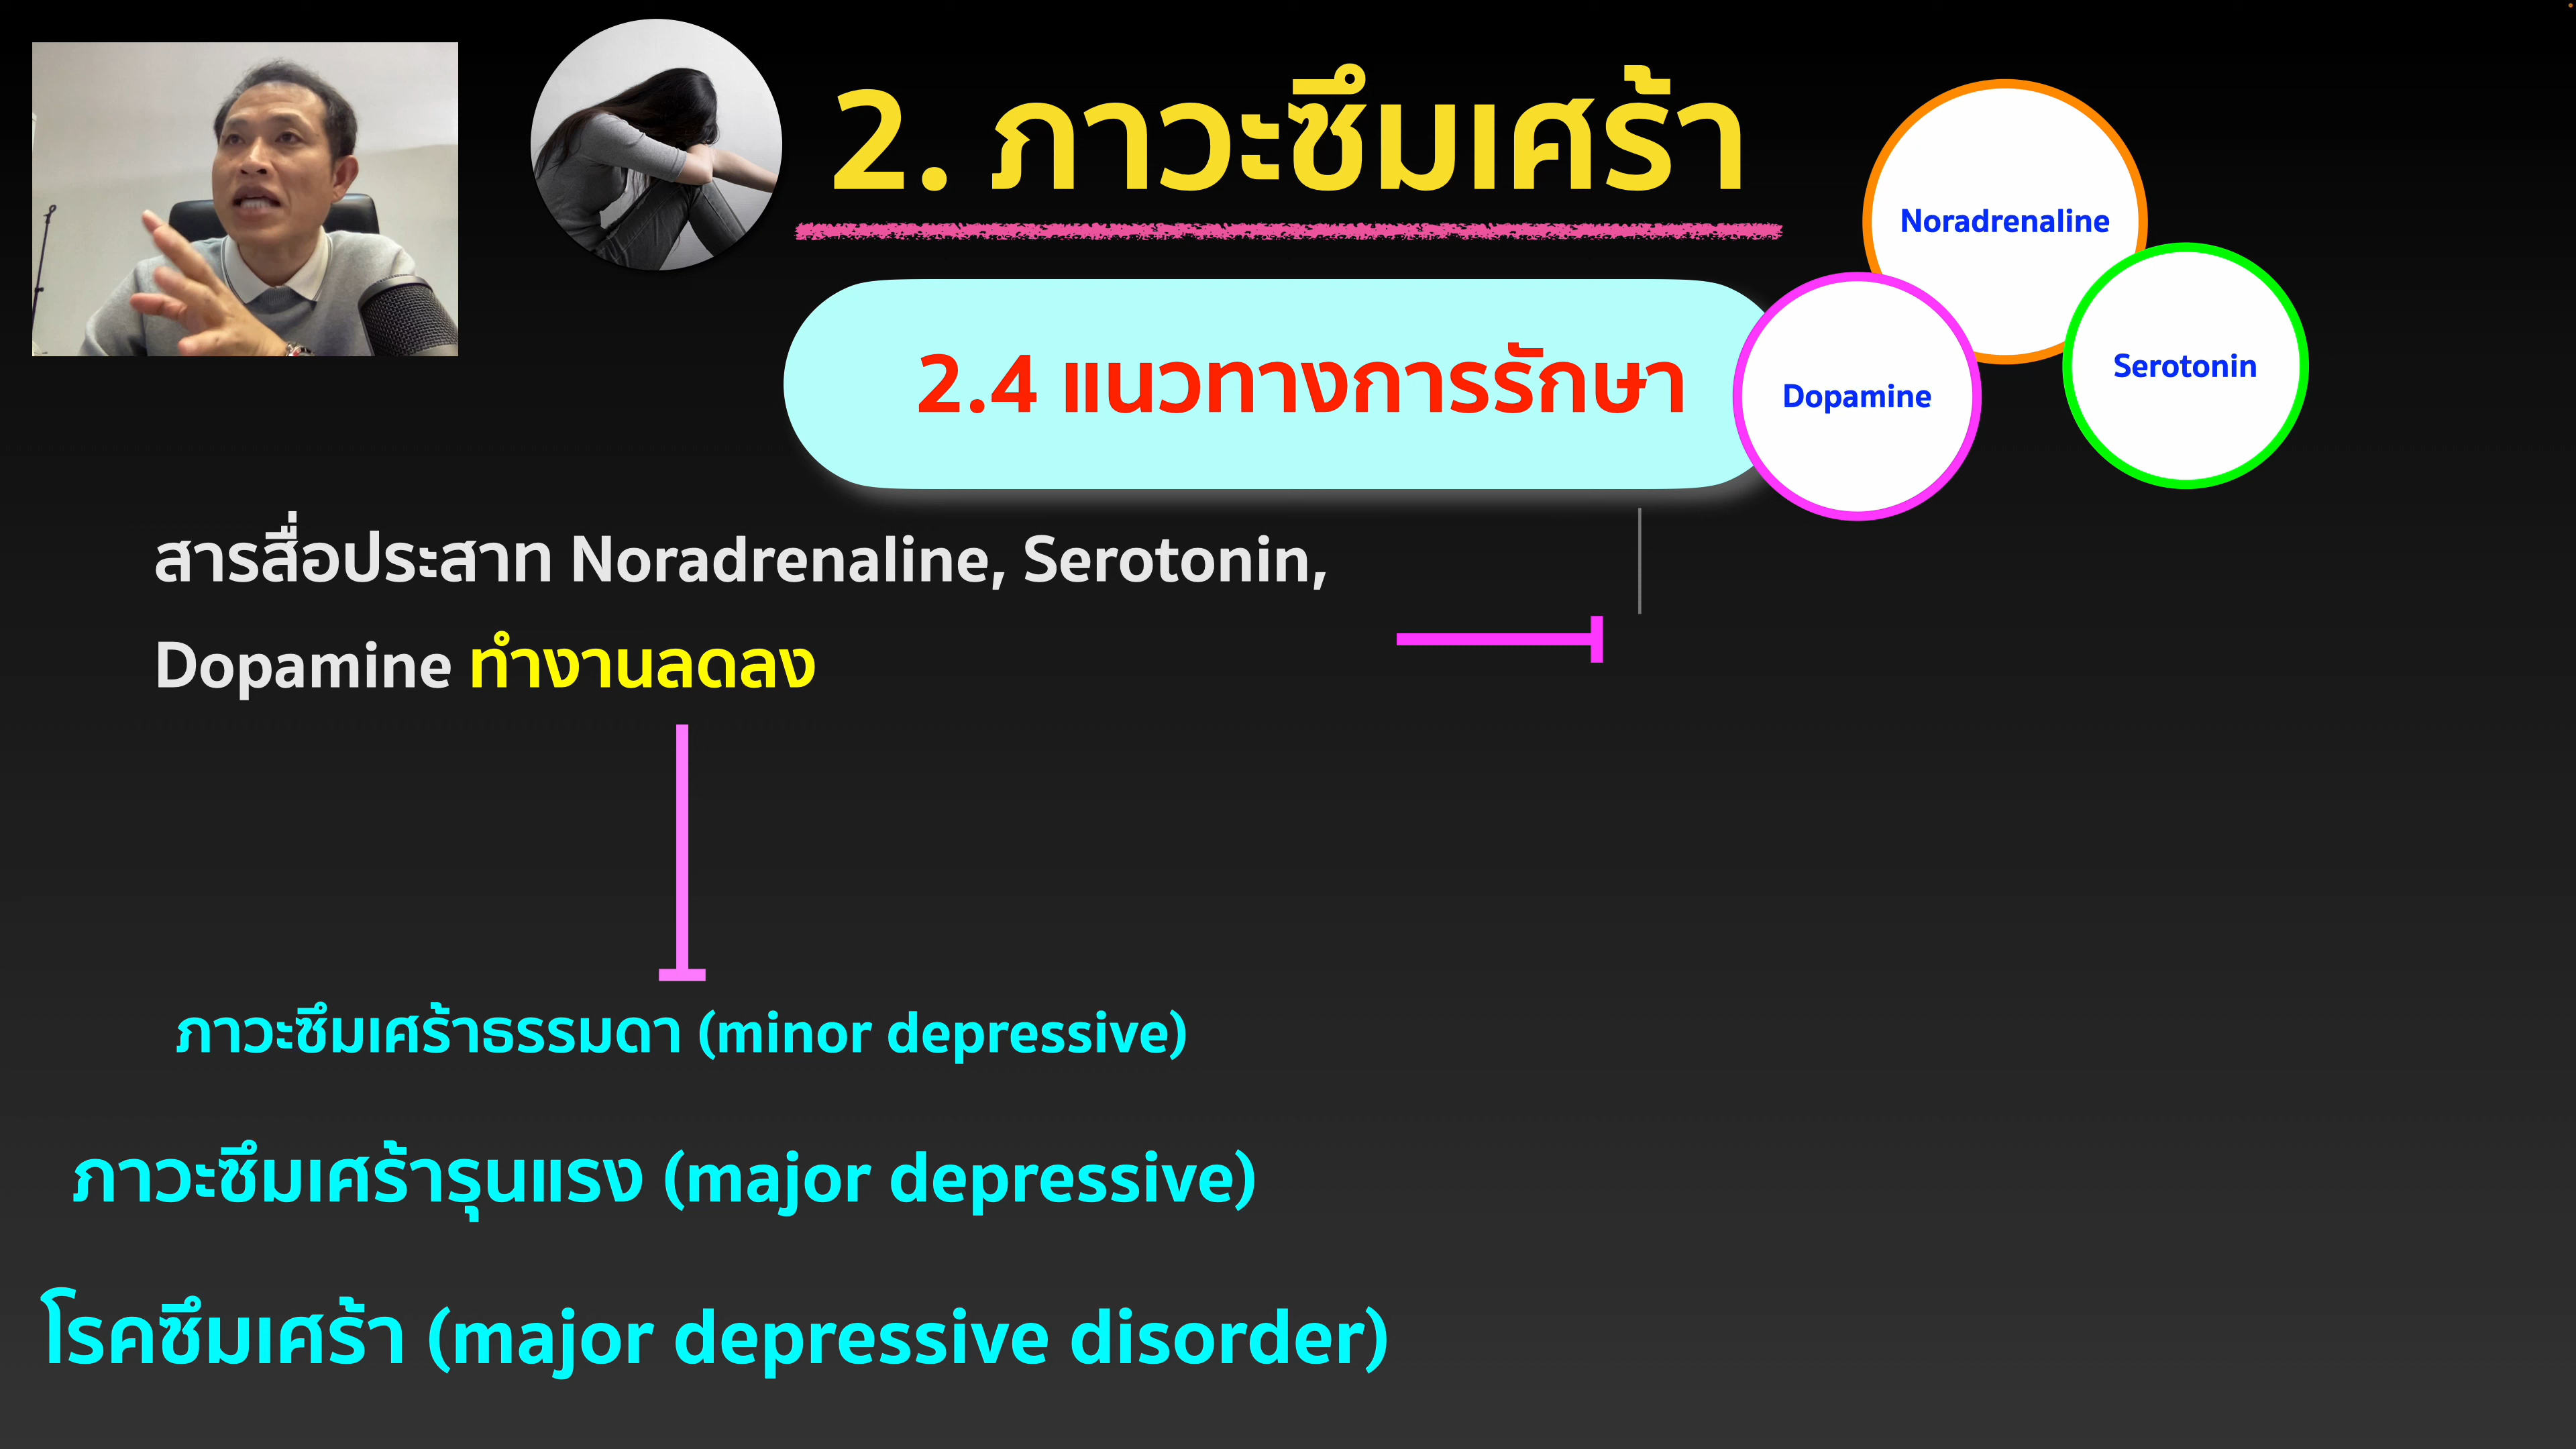 2. ภาวะซึมเศร้า
Noradrenaline
Serotonin
Dopamine
2.4 แนวทางการรักษา
สารสื่อประสาท Noradrenaline, Serotonin,
Dopamine ทำงานลดลง
ภาวะซึมเศร้าธรรมดา (minor depressive)
ภาวะซึมเศร้ารุนแรง (major depressive)
โรคซึมเศร้า (major depressive disorder)